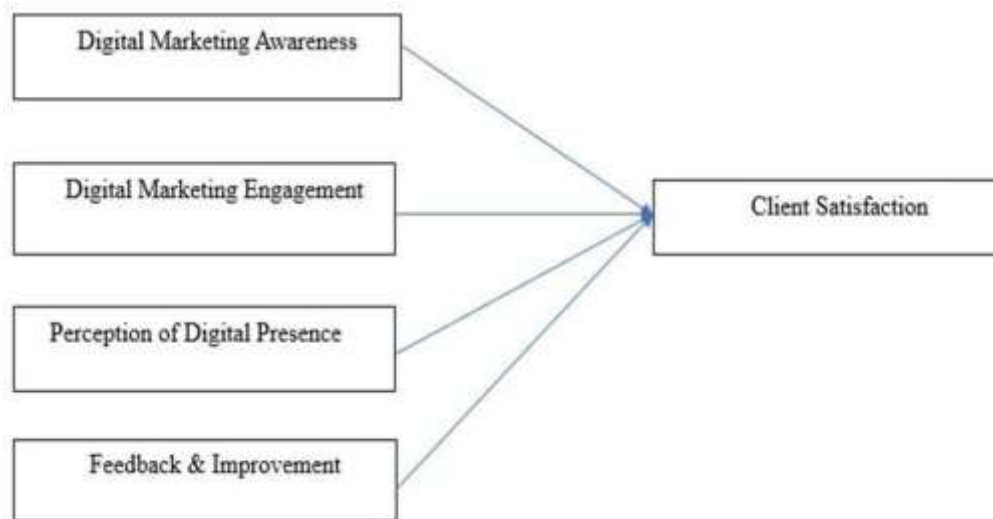 Digital Marketing Awareness
Digital Marketing Engagement
Client Satisfaction
Perception of Digital Presence
Feedback & Improvement